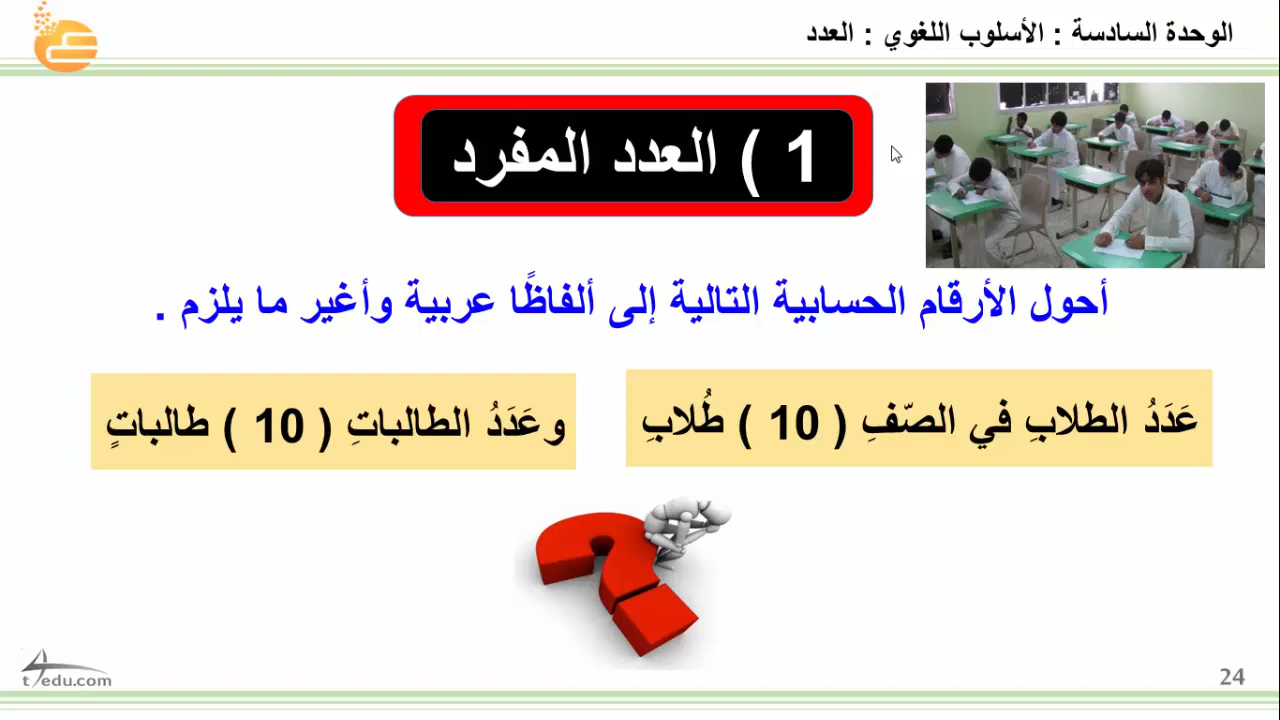 الوحدة السادسة : الأسلوب اللغوي : العدد
1 ) العدد المفرد
أحول الأرقام الحسابية التالية إلى ألفاظًا عربية وأغير ما يلزم .
عَدَدُ الطلابِ في الصّفِ ( 10 ) طُلابِ
وعَدَدُ الطالباتِ ( 10 ) طالباتٍ
t4edu.com
24